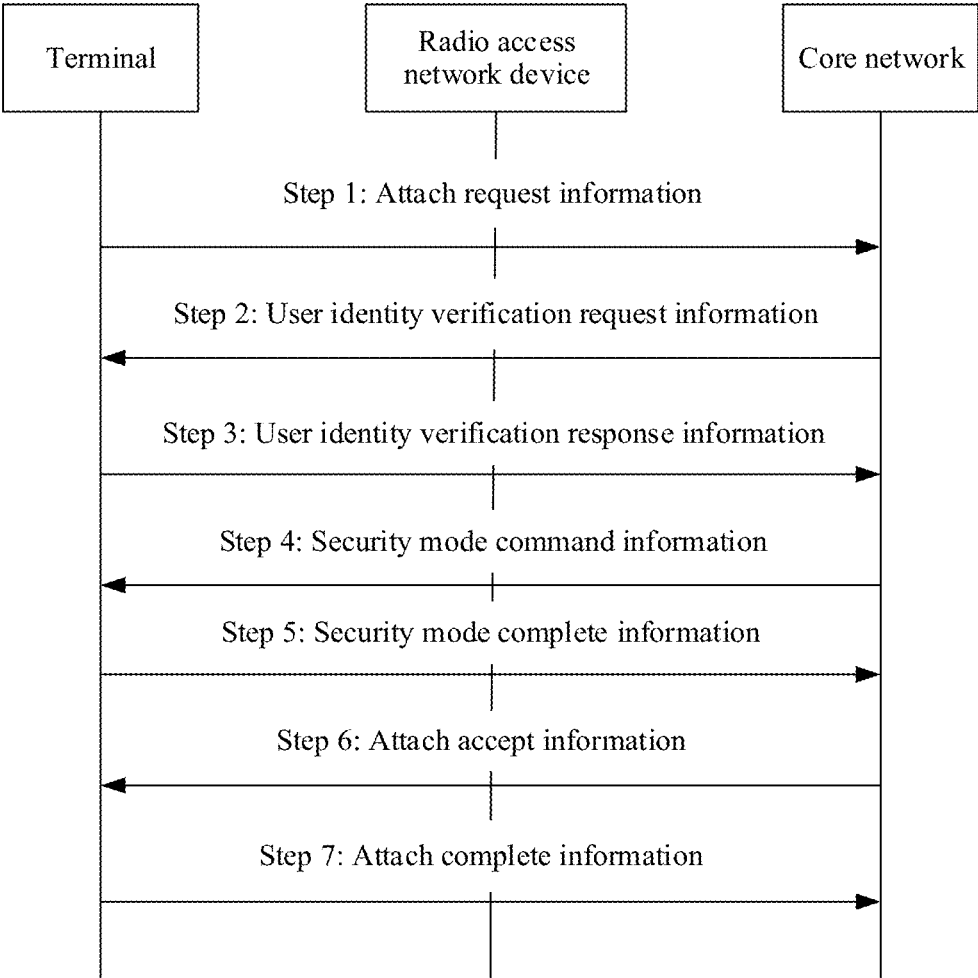 Terminal
Radio access
network device
Core network
Step 1: Attach request information
Step 2: User identity verification request information
Step 3: User identity verification response information
Step 4: Security mode command information
Step 5: Security mode complete information
Step 6: Attach accept information
Step 7: Attach complete information